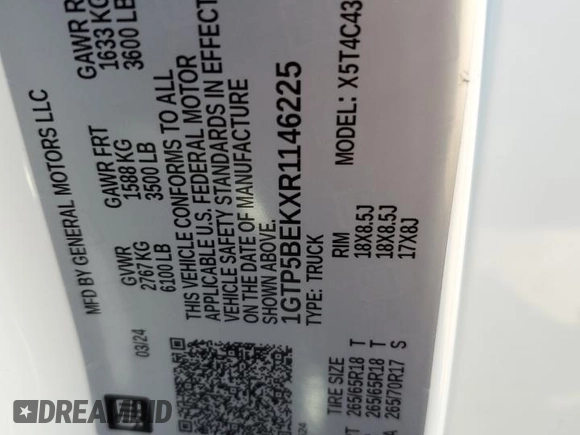 MFD BY GENERAL MOTORS LLC
03/24
GVWR
2767KG
6100 LB
GAWR FRT
1588 KG
3500 LB
GAWR R
1633 KG
3600 LB
THIS VEHICLE CONFORMS TO ALL
APPLICABLE U.S. FEDERAL MOTOR
VEHICLE SAFETY STANDARDS IN EFFECT
ON THE DATE OF MANUFACTURE
SHOWN ABOVE.
1GTP5BEKXR1146225
TYPE: TRUCK
MODEL: X5T4C43
TIRE SIZE
RIM
265/65R18 T
18X8.5J
265/65R18 T
18X8.5J
265/70R17 S
17X8J
DREAMBID